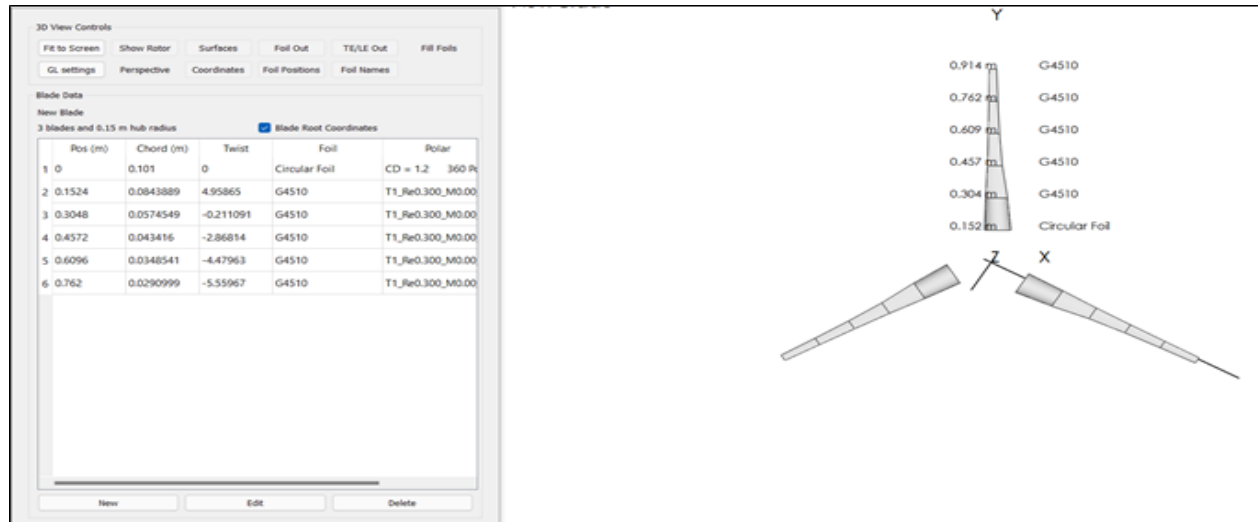 3D View Controls
Fit to Screen Show Rotor Surfaces Foil Out TE/LE Out Fill Foils
GL settings Perspective Coordinates Foil Positions Foil Names
Blade Data
New Blade
3 blades and 0.15 m hub radius Blade Root Coordinates
Pos (m) Chord (m) Twist Foil Polar
1 0 0.101 0 Circular Foil CD = 1.2 360
2 0.1524 0.0843889 4.95865 G4510 T1_Re0.300_M0.00
3 0.3048 0.0574549 -0.211091 G4510 T1_Re0.300_M0.00
4 0.4572 0.043416 -2.86814 G4510 T1_Re0.300_M0.00
5 0.6096 0.0348541 -4.47963 G4510 T1_Re0.300_M0.00
6 0.762 0.0290999 -5.55967 G4510 T1_Re0.300_M0.00
New Edit Delete
Y
0.914 m G4510
0.762 m G4510
0.609 m G4510
0.457 m G4510
0.304 m G4510
0.152 m Circular Foil
Z X